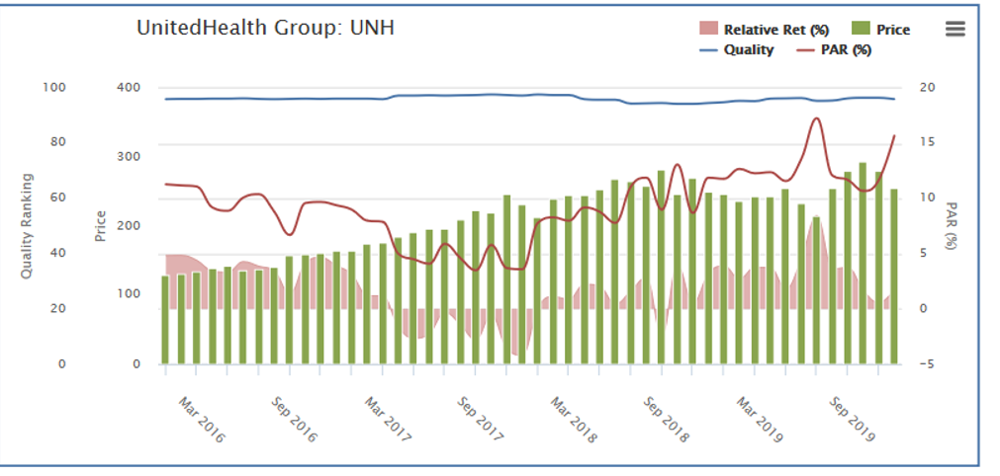 UnitedHealth Group: UNH
Relative Ret (%) Price
Quality PAR (%)
100 400 20
80 300 15
60 200 10
40 100 5
20 0
0 0 −5
Quality Ranking
Price
PAR (%)
Mar 2016 Sep 2016 Mar 2017 Sep 2017 Mar 2018 Sep 2018 Mar 2019 Sep 2019